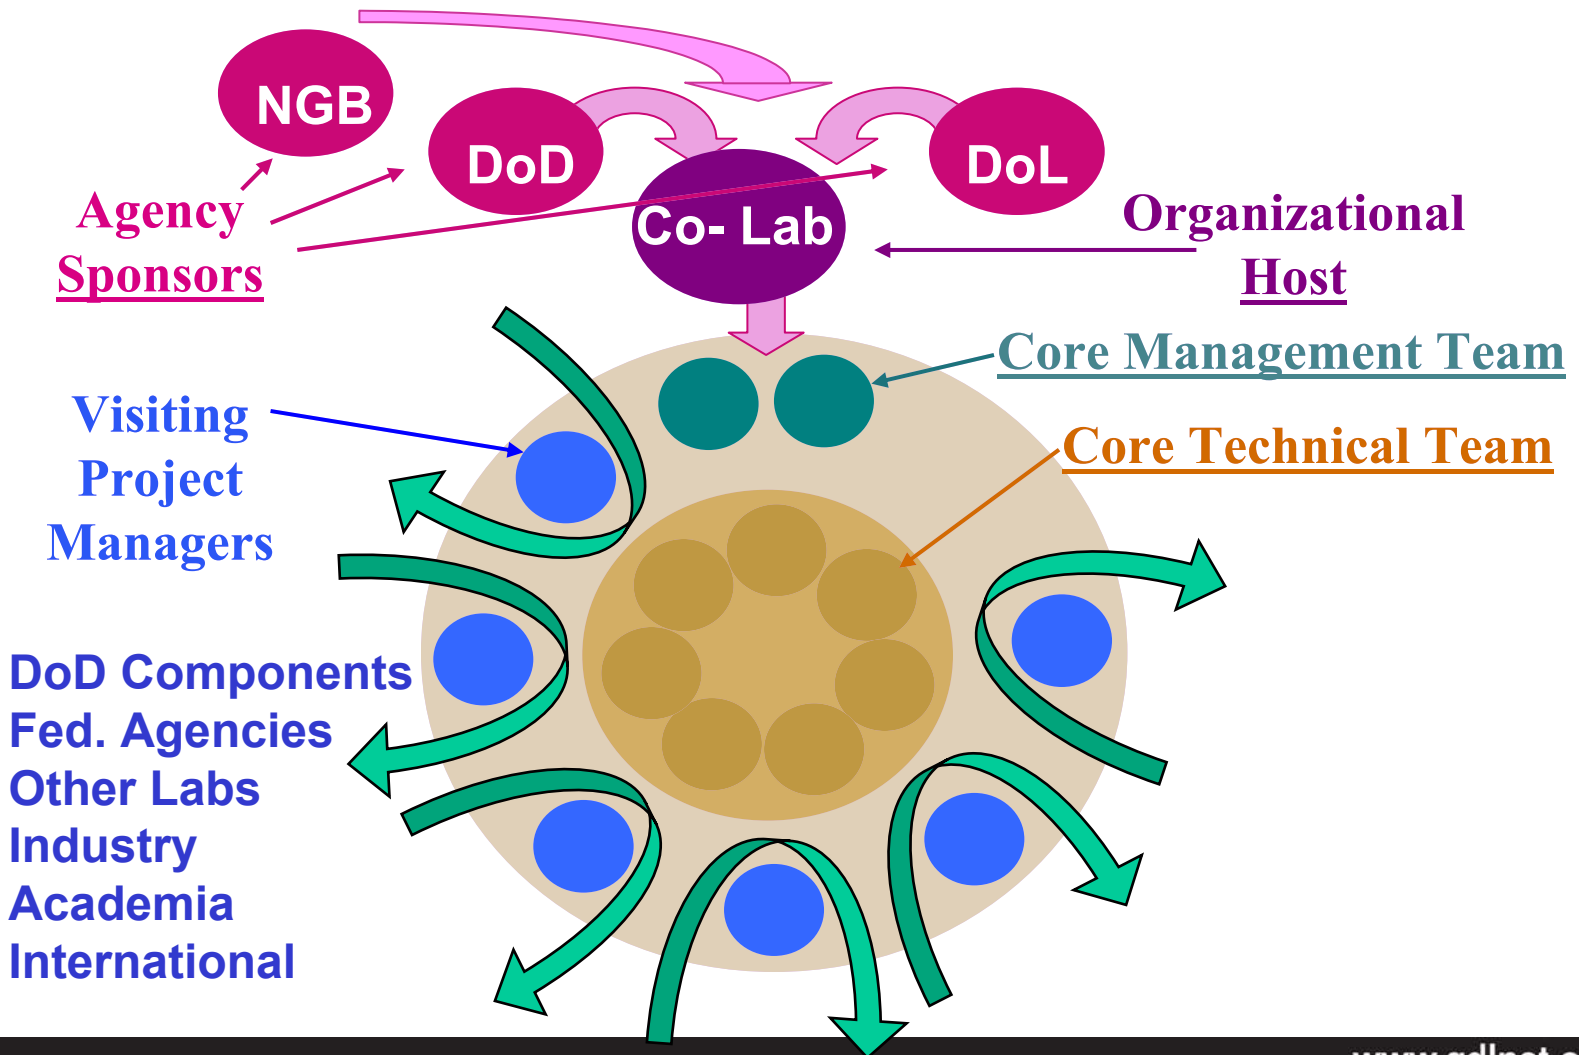 NGB
DoD
DoL
Agency
Sponsors
Co- Lab
Organizational
Host
Core Management Team
Visiting
Project
Managers
Core Technical Team
DoD Components
Fed. Agencies
Other Labs
Industry
Academia
International